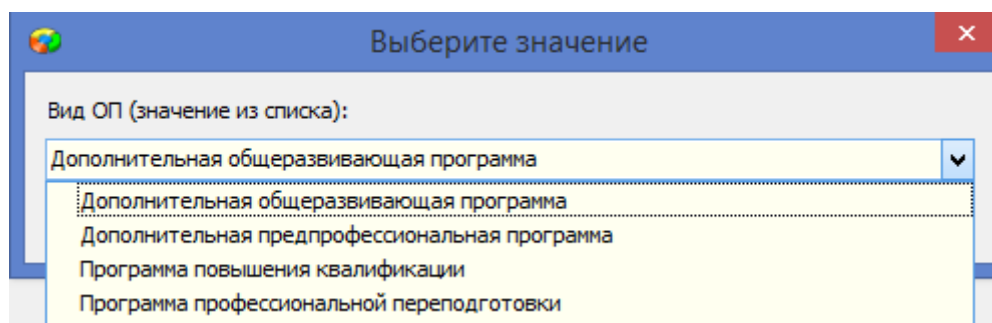 Выберите значение
Вид ОП (значение из списка):
Дополнительная общеразвивающая программа
Дополнительная общеразвивающая программа
Дополнительная предпрофессиональная программа
Программа повышения квалификации
Программа профессиональной переподготовки